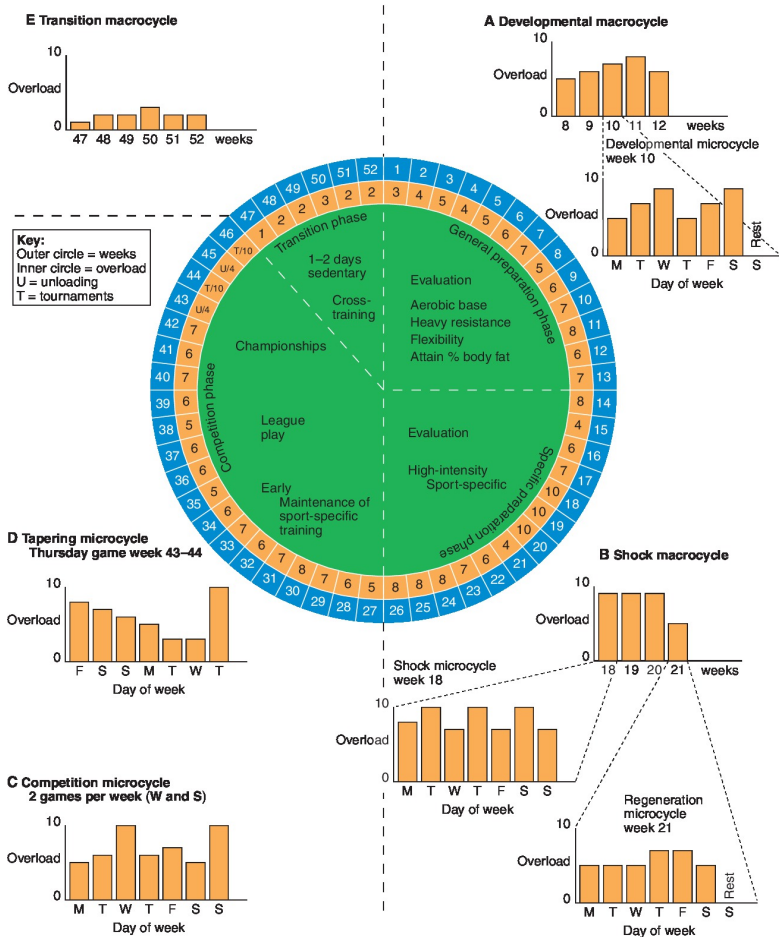 E Transition macrocycle
10
Overload
0
47 48 49 50 51 52 weeks
A Developmental macrocycle
10
Overload
0
8 9 10 11 12 weeks
Developmental microcycle
week 10
10
Overload
0
Rest
M T W T F S S
Day of week
Key:
Outer circle = weeks
Inner circle = overload
U = unloading
T = tournaments
1 2 3 4 5 6 7 8 9 10 11 12 13 14 15 16 17 18 19 20 21 22 23 24 25 26 27 28 29 30 31 32 33 34 35 36 37 38 39 40 41 42 43 44 45 46 47 48 49 50 51 52
3 4 5 4 5 6 7 5 6 7 8 6 7 8 4 6 7 10 10 10 4 6 7 8 8 8 5 6 7 8 8 6 7 6 5 6 6 5 6 7 6 7 U/4 T/10 U/4 T/10 1 2 2 3 2 2
Transition phase
1–2 days
sedentary
Cross-
training
General preparation phase
Evaluation
Aerobic base
Heavy resistance
Flexibility
Attain % body fat
Competition phase
Championships
League
play
Early
Maintenance of
sport-specific
training
Specific preparation phase
Evaluation
High-intensity
Sport-specific
D Tapering microcycle
Thursday game week 43–44
10
Overload
0
F S S M T W T
Day of week
B Shock macrocycle
10
Overload
0
18 19 20 21 weeks
Shock microcycle
week 18
10
Overload
0
M T W T F S S
Day of week
C Competition microcycle
2 games per week (W and S)
10
Overload
0
M T W T F S S
Day of week
Regeneration
microcycle
week 21
10
Overload
0
Rest
M T W T F S S
Day of week